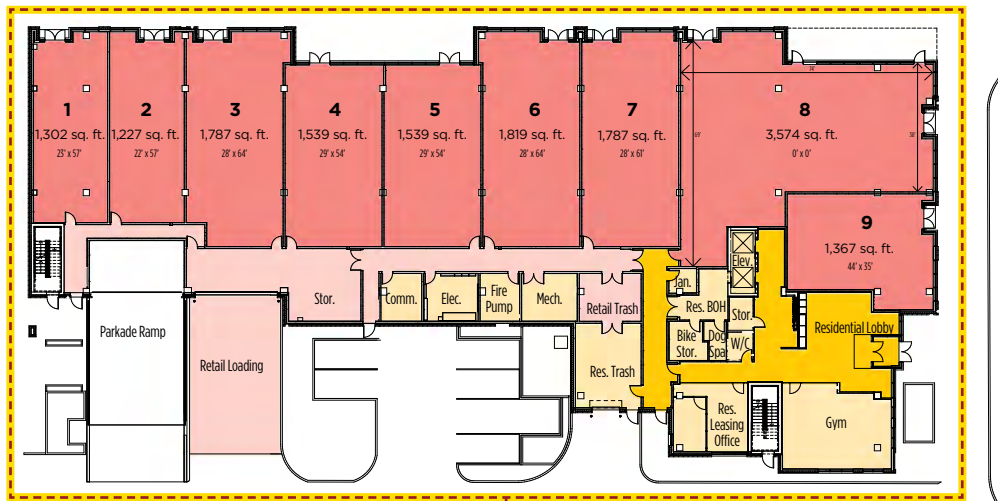 1
1,302 sq. ft.
23' x 57'
2
1,227 sq. ft.
22' x 57'
3
1,787 sq. ft.
28' x 64'
4
1,539 sq. ft.
29' x 54'
5
1,539 sq. ft.
29' x 54'
6
1,819 sq. ft.
28' x 64'
7
1,787 sq. ft.
28' x 61'
8
3,574 sq. ft.
0' x 0'
9
1,367 sq. ft.
44' x 35'
Elev.
Jan.
Stor.
Comm.
Elec.
Fire
Pump
Mech.
Retail Trash
Res. BOH
Stor.
Residential Lobby
Parkade Ramp
Retail Loading
Bike
Stor.
Dog
Spa
W/C
Res. Trash
Res.
Leasing
Office
Gym